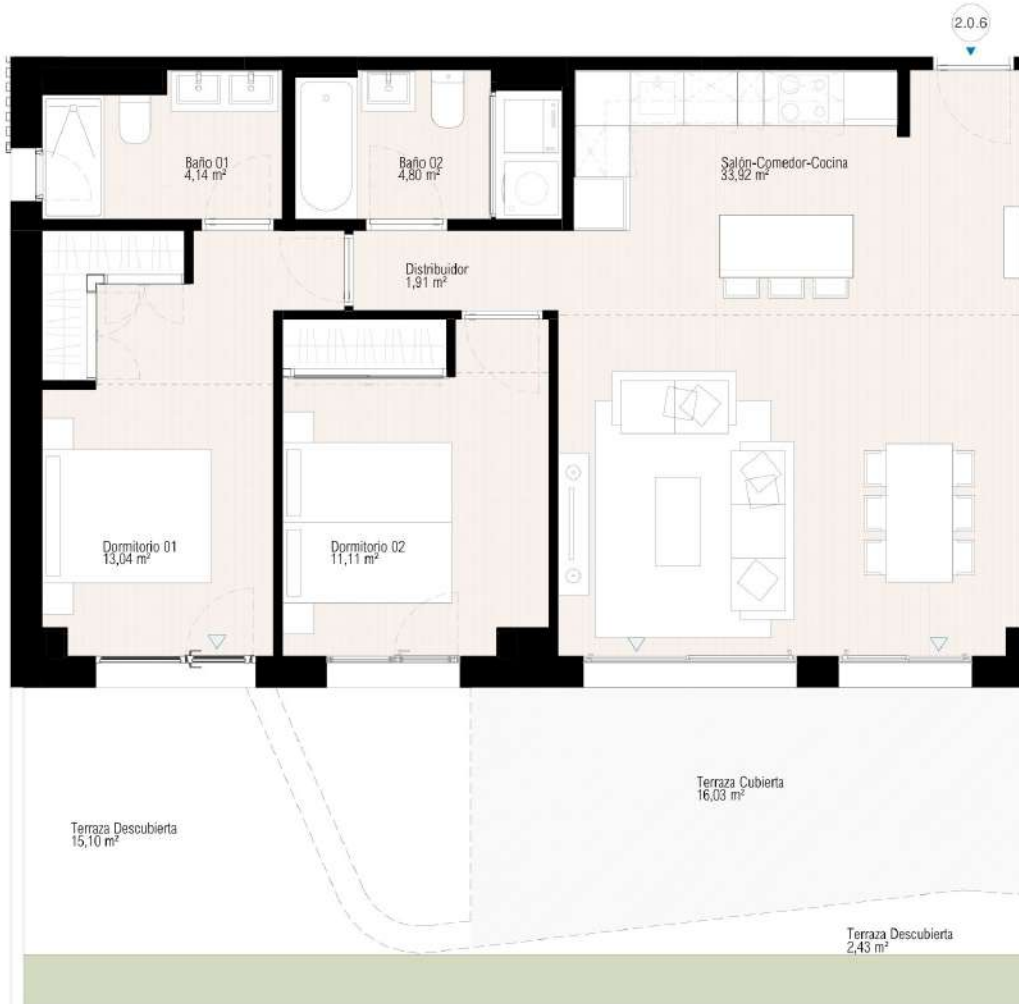 2.0.6
Baño 01
4,14 m²
Baño 02
4,80 m²
Salón-Comedor-Cocina
33,92 m²
Distribuidor
1,91 m²
Dormitorio 01
13,04 m²
Dormitorio 02
11,11 m²
Terraza Cubierta
16,03 m²
Terraza Descubierta
15,10 m²
Terraza Descubierta
2,43 m²